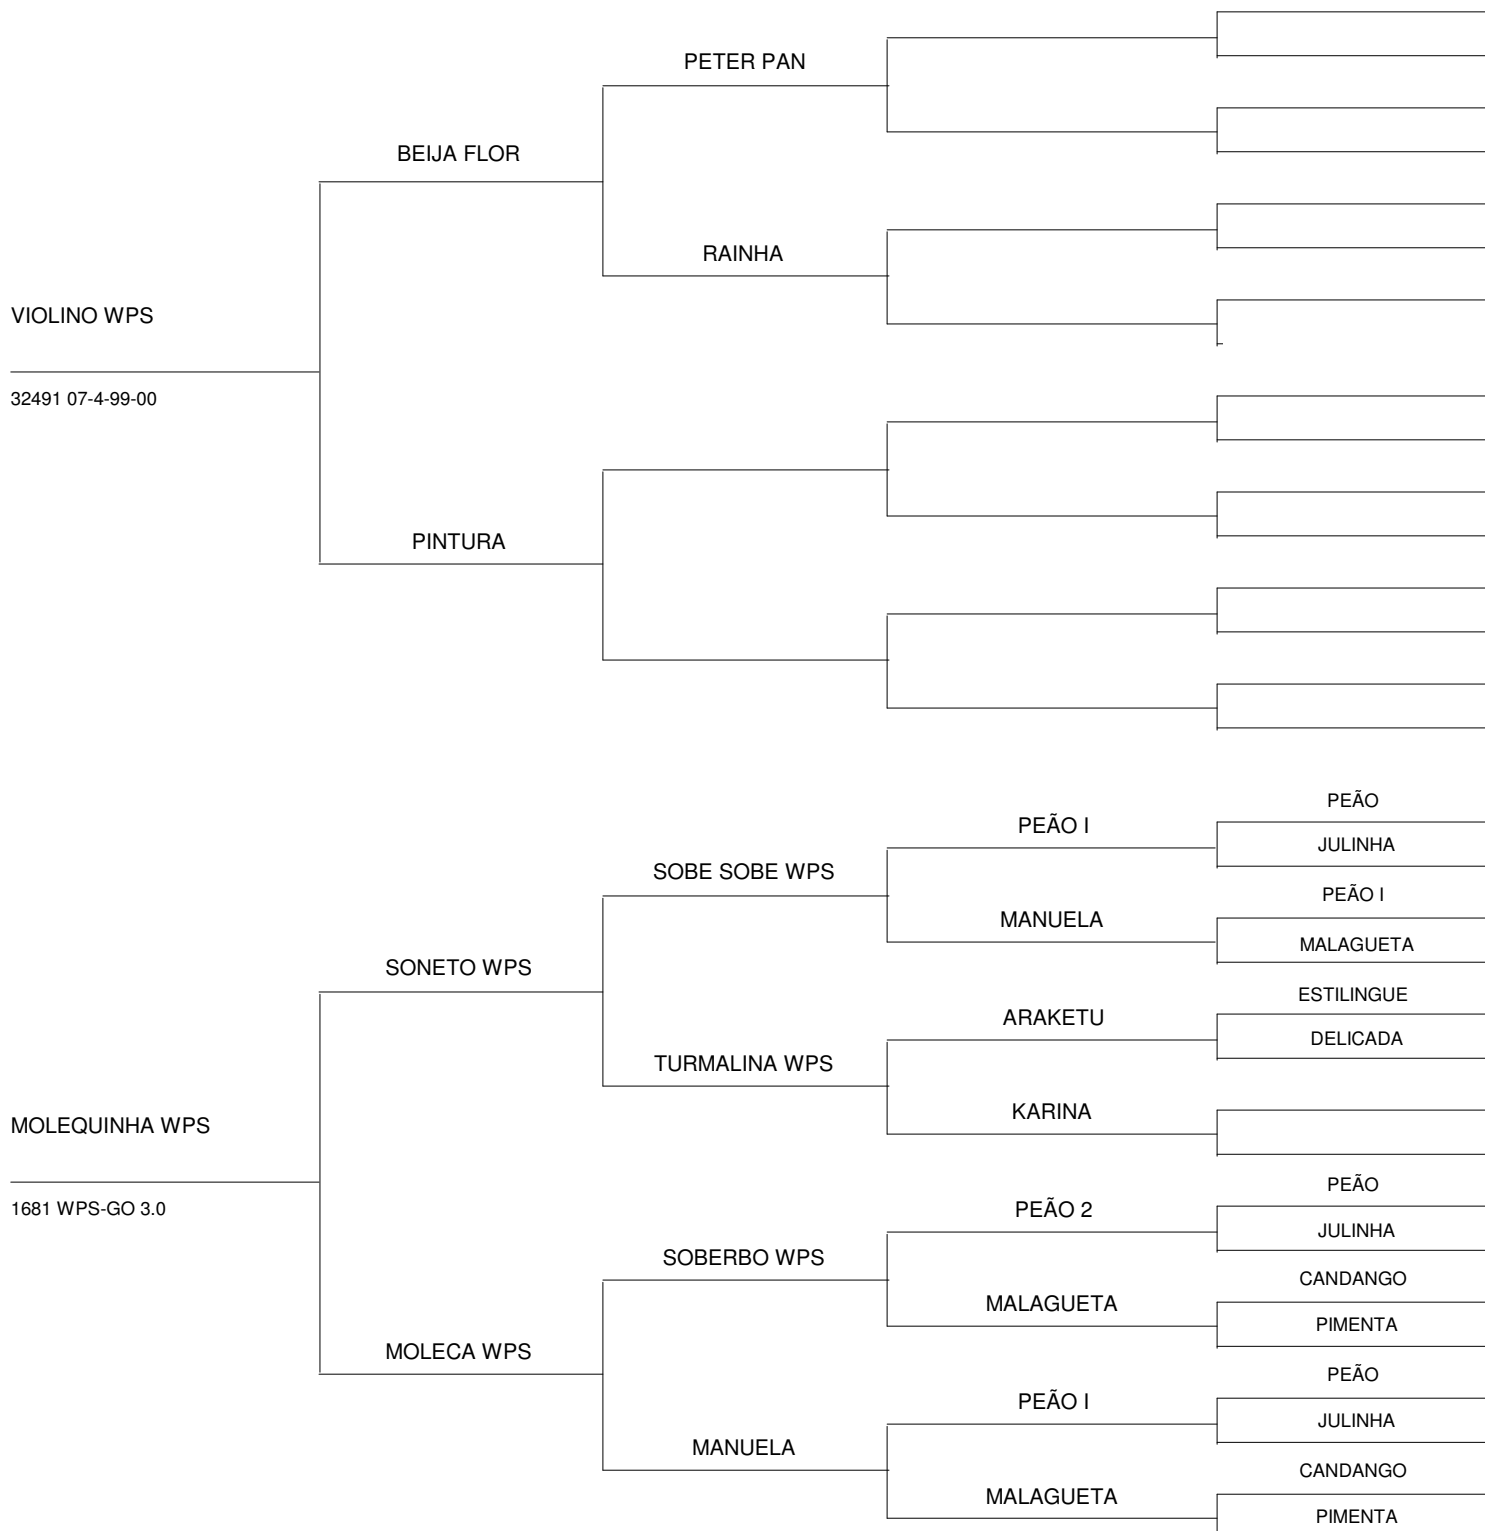 PETER PAN
BEIJA FLOR
RAINHA
VIOLINO WPS
32491 07-4-99-00
PINTURA
PEÃO
PEÃO I
JULINHA
SOBE SOBE WPS
PEÃO I
MANUELA
MALAGUETA
SONETO WPS
ESTILINGUE
ARAKETU
DELICADA
TURMALINA WPS
KARINA
MOLEQUINHA WPS
1681 WPS-GO 3.0
PEÃO
PEÃO 2
JULINHA
SOBERBO WPS
CANDANGO
MALAGUETA
PIMENTA
MOLECA WPS
PEÃO
PEÃO I
JULINHA
MANUELA
CANDANGO
MALAGUETA
PIMENTA